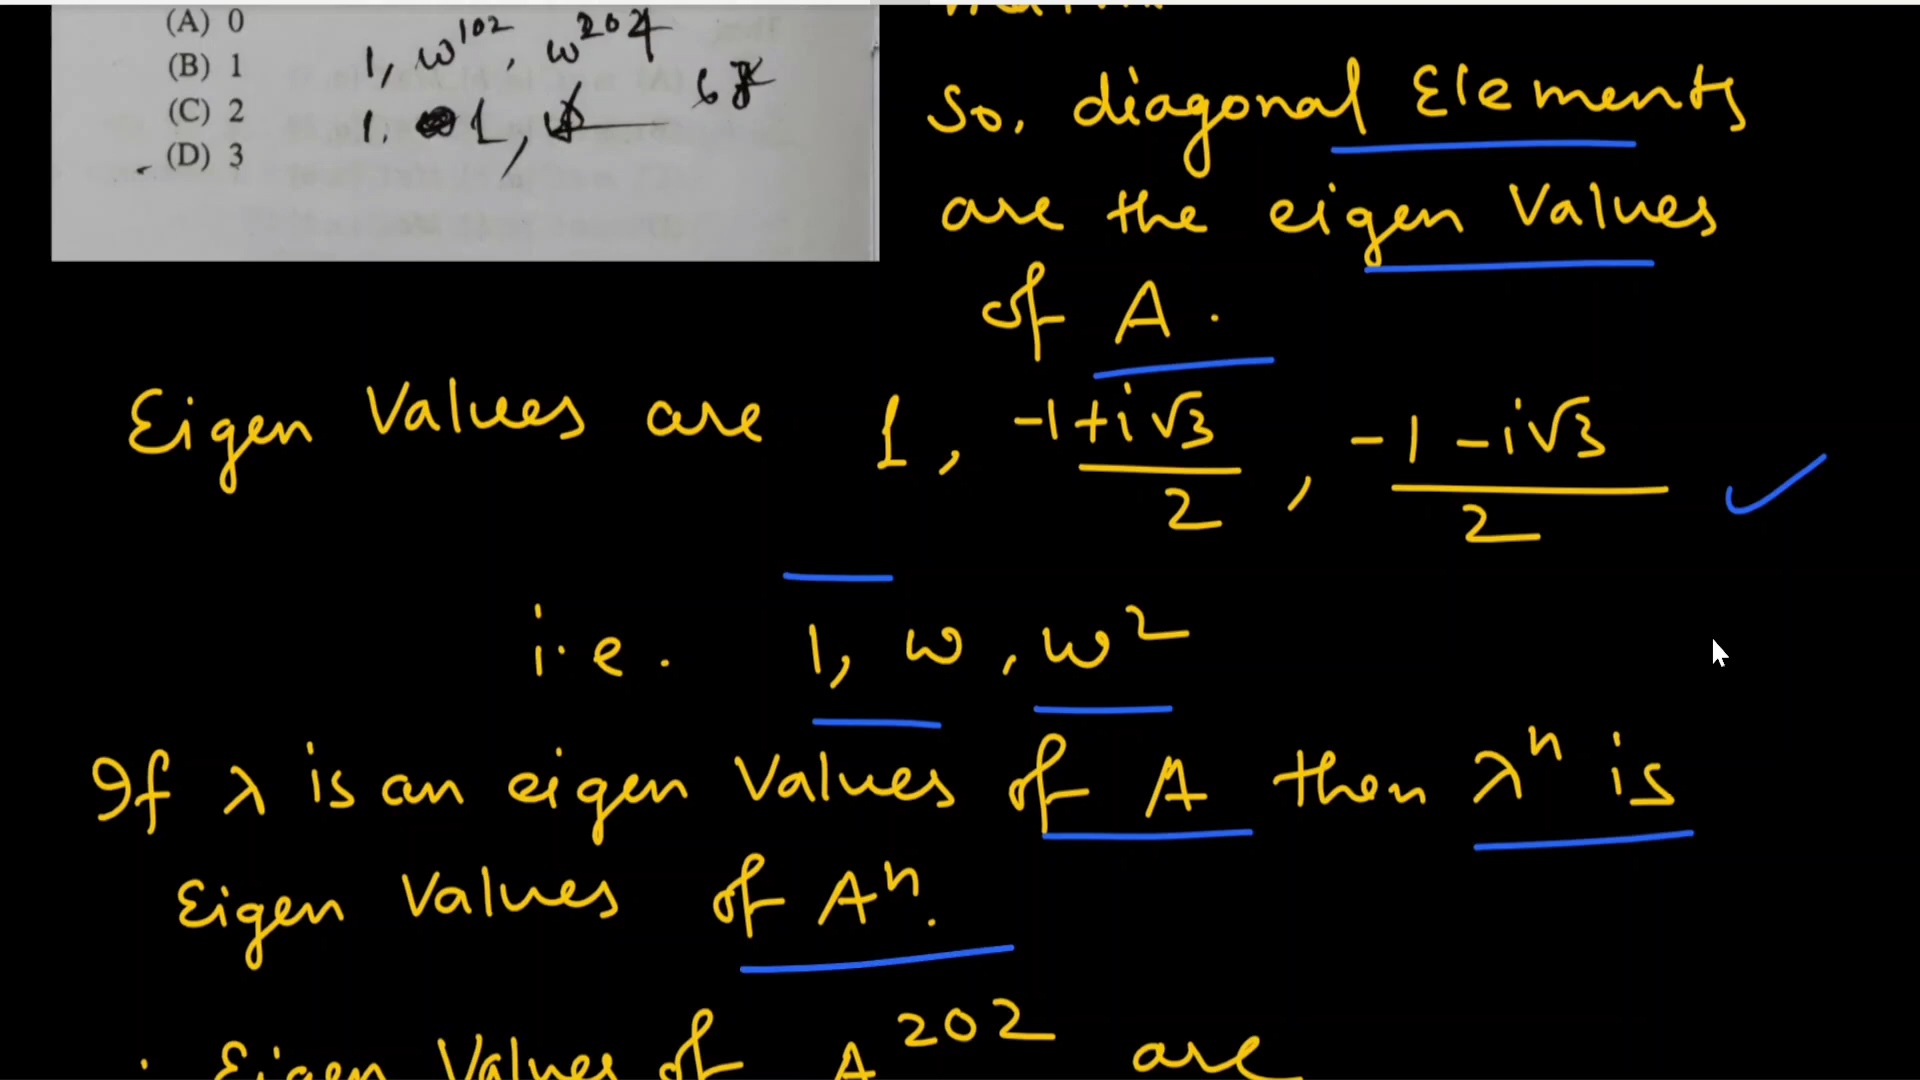 (A) 0
(B) 1
(C) 2
(D) 3
1, ω^102, ω^204
1. 1,
So, diagonal Elements
are the eigen Values
of A.
Eigen Values are 1, (-1+i√3)/2, (-1-i√3)/2
i.e. 1, ω, ω²
If λ is an eigen Values of A then λⁿ is
Eigen Values of Aⁿ.
Eigen Values of A^202 are